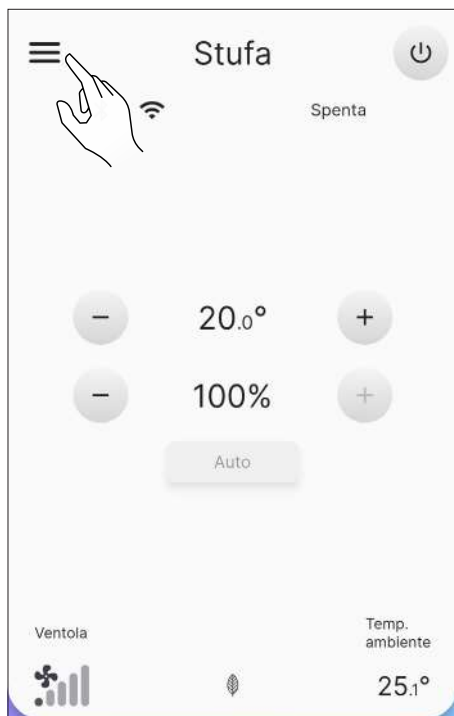 Stufa
Spenta
− 20.0° +
− 100% +
Auto
Ventola
Temp.
ambiente
25.1°